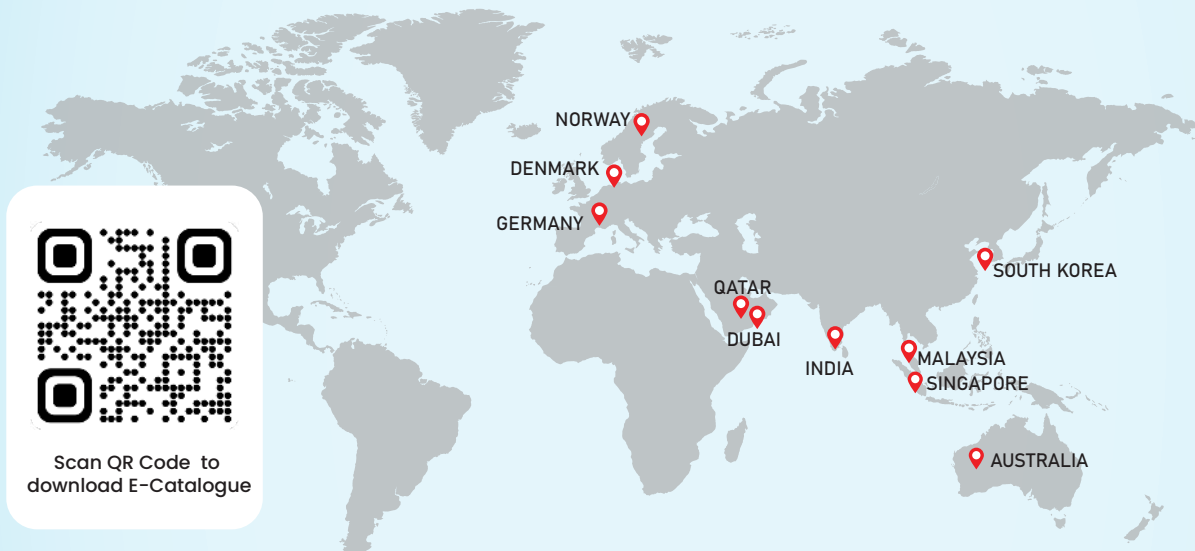 NORWAY
DENMARK
GERMANY
SOUTH KOREA
QATAR
DUBAI
INDIA
MALAYSIA
SINGAPORE
AUSTRALIA
Scan QR Code to
download E-Catalogue